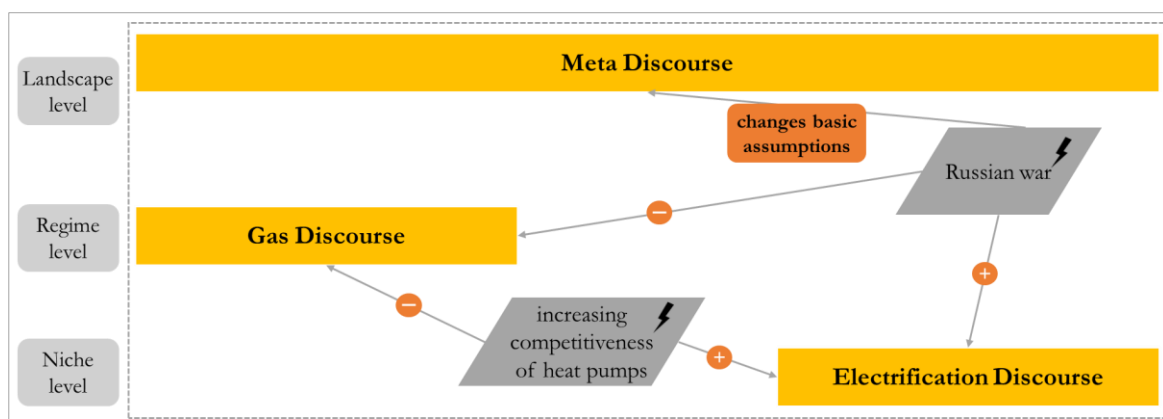 Meta Discourse
Landscape
level
changes basic
assumptions
Russian war
−
Regime
level
Gas Discourse
+
−
increasing
competitiveness
of heat pumps
+
Niche
level
Electrification Discourse